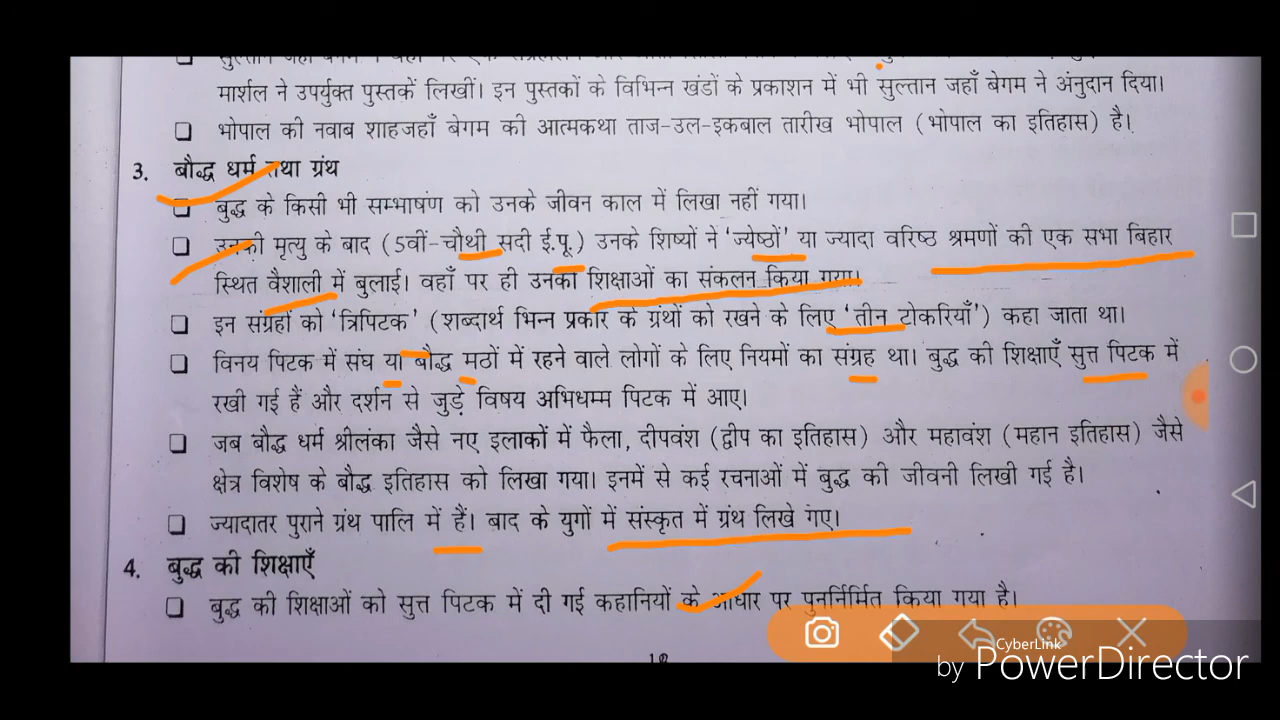 मार्शल ने उपर्युक्त पुस्तकें लिखीं। इन पुस्तकों के विभिन्न खंडों के प्रकाशन में भी सुल्तान जहाँ बेगम ने अंनुदान दिया।
भोपाल की नवाब शाहजहाँ बेगम की आत्मकथा ताज-उल-इकबाल तारीख भोपाल (भोपाल का इतिहास) है।
3. बौद्ध धर्म तथा ग्रंथ
बुद्ध के किसी भी सम्भाषंण को उनके जीवन काल में लिखा नहीं गया।
उनकी मृत्यु के बाद (5वीं-चौथी सदी ई.पू.) उनके शिष्यों ने 'ज्येष्ठों' या ज्यादा वरिष्ठ श्रमणों की एक सभा बिहार
स्थित वैशाली में बुलाई। वहाँ पर ही उनकी शिक्षाओं का संकलन किया गया।
इन संग्रहों को 'त्रिपिटक' (शब्दार्थ भिन्न प्रकार के ग्रंथों को रखने के लिए 'तीन टोकरियाँ') कहा जाता था।
विनय पिटक में संघ या बौद्ध मठों में रहने वाले लोगों के लिए नियमों का संग्रह था। बुद्ध की शिक्षाएँ सुत्त पिटक में
रखी गई हैं और दर्शन से जुड़े विषय अभिधम्म पिटक में आए।
जब बौद्ध धर्म श्रीलंका जैसे नए इलाकों में फैला, दीपवंश (द्वीप का इतिहास) और महावंश (महान इतिहास) जैसे
क्षेत्र विशेष के बौद्ध इतिहास को लिखा गया। इनमें से कई रचनाओं में बुद्ध की जीवनी लिखी गई है।
ज्यादातर पुराने ग्रंथ पालि में हैं। बाद के युगों में संस्कृत में ग्रंथ लिखे गए।
4. बुद्ध की शिक्षाएँ
बुद्ध की शिक्षाओं को सुत्त पिटक में दी गई कहानियों के आधार पर पुनर्निर्मित किया गया है।
CyberLink
by PowerDirector